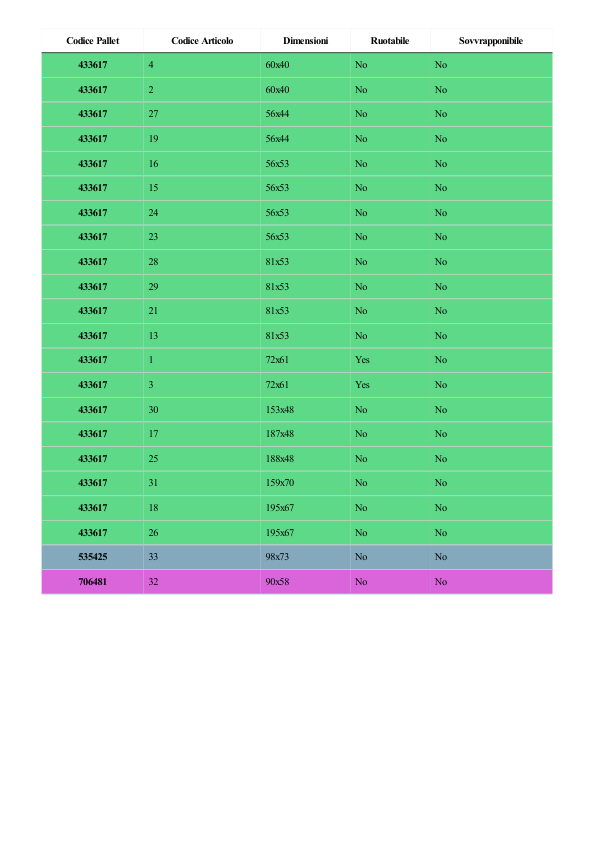 Codice Pallet Codice Articolo Dimensioni Ruotabile Sovvrapponibile
433617 4 60x40 No No
433617 2 60x40 No No
433617 27 56x44 No No
433617 19 56x44 No No
433617 16 56x53 No No
433617 15 56x53 No No
433617 24 56x53 No No
433617 23 56x53 No No
433617 28 81x53 No No
433617 29 81x53 No No
433617 21 81x53 No No
433617 13 81x53 No No
433617 1 72x61 Yes No
433617 3 72x61 Yes No
433617 30 153x48 No No
433617 17 187x48 No No
433617 25 188x48 No No
433617 31 159x70 No No
433617 18 195x67 No No
433617 26 195x67 No No
535425 33 98x73 No No
706481 32 90x58 No No